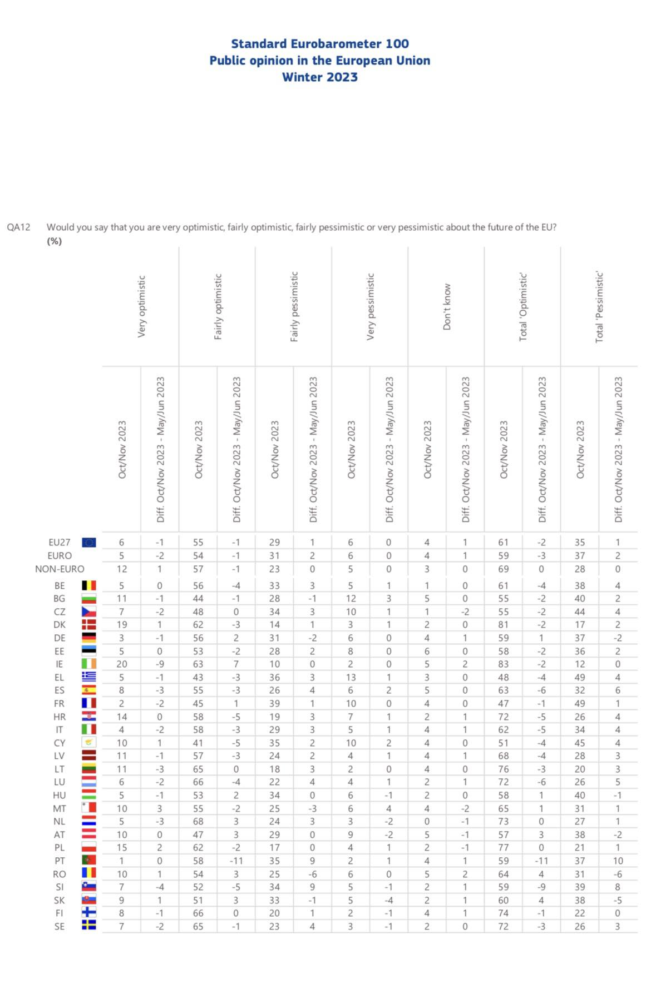 Standard Eurobarometer 100
Public opinion in the European Union
Winter 2023
QA12 Would you say that you are very optimistic, fairly optimistic, fairly pessimistic or very pessimistic about the future of the EU?
(%)
Very optimistic Fairly optimistic Fairly pessimistic Very pessimistic Don't know Total 'Optimistic' Total 'Pessimistic'
Oct/Nov 2023 Diff. Oct/Nov 2023 - May/Jun 2023 Oct/Nov 2023 Diff. Oct/Nov 2023 - May/Jun 2023 Oct/Nov 2023 Diff. Oct/Nov 2023 - May/Jun 2023 Oct/Nov 2023 Diff. Oct/Nov 2023 - May/Jun 2023 Oct/Nov 2023 Diff. Oct/Nov 2023 - May/Jun 2023 Oct/Nov 2023 Diff. Oct/Nov 2023 - May/Jun 2023 Oct/Nov 2023 Diff. Oct/Nov 2023 - May/Jun 2023
EU27 6 -1 55 -1 29 1 6 0 4 1 61 -2 35 1
EURO 5 -2 54 -1 31 2 6 0 4 1 59 -3 37 2
NON-EURO 12 1 57 -1 23 0 5 0 3 0 69 0 28 0
BE 5 0 56 -4 33 3 5 1 1 0 61 -4 38 4
BG 11 -1 44 -1 28 -1 12 3 5 0 55 -2 40 2
CZ 7 -2 48 0 34 3 10 1 1 -2 55 -2 44 4
DK 19 1 62 -3 14 1 3 1 2 0 81 -2 17 2
DE 3 -1 56 2 31 -2 6 0 4 1 59 1 37 -2
EE 5 0 53 -2 28 2 8 0 6 0 58 -2 36 2
IE 20 -9 63 7 10 0 2 0 5 2 83 -2 12 0
EL 5 -1 43 -3 36 3 13 1 3 0 48 -4 49 4
ES 8 -3 55 -3 26 4 6 2 5 0 63 -6 32 6
FR 2 -2 45 1 39 1 10 0 4 0 47 -1 49 1
HR 14 0 58 -5 19 3 7 1 2 1 72 -5 26 4
IT 4 -2 58 -3 29 3 5 1 4 1 62 -5 34 4
CY 10 1 41 -5 35 2 10 2 4 0 51 -4 45 4
LV 11 -1 57 -3 24 2 4 1 4 1 68 -4 28 3
LT 11 -3 65 0 18 3 2 0 4 0 76 -3 20 3
LU 6 -2 66 -4 22 4 4 1 2 1 72 -6 26 5
HU 5 -1 53 2 34 0 6 -1 2 0 58 1 40 -1
MT 10 3 55 -2 25 -3 6 4 4 -2 65 1 31 1
NL 5 -3 68 3 24 3 3 -2 0 -1 73 0 27 1
AT 10 0 47 3 29 0 9 -2 5 -1 57 3 38 -2
PL 15 2 62 -2 17 0 4 1 2 -1 77 0 21 1
PT 1 0 58 -11 35 9 2 1 4 1 59 -11 37 10
RO 10 1 54 3 25 -6 6 0 5 2 64 4 31 -6
SI 7 -4 52 -5 34 9 5 -1 2 1 59 -9 39 8
SK 9 1 51 3 33 -1 5 -4 2 1 60 4 38 -5
FI 8 -1 66 0 20 1 2 -1 4 1 74 -1 22 0
SE 7 -2 65 -1 23 4 3 -1 2 0 72 -3 26 3